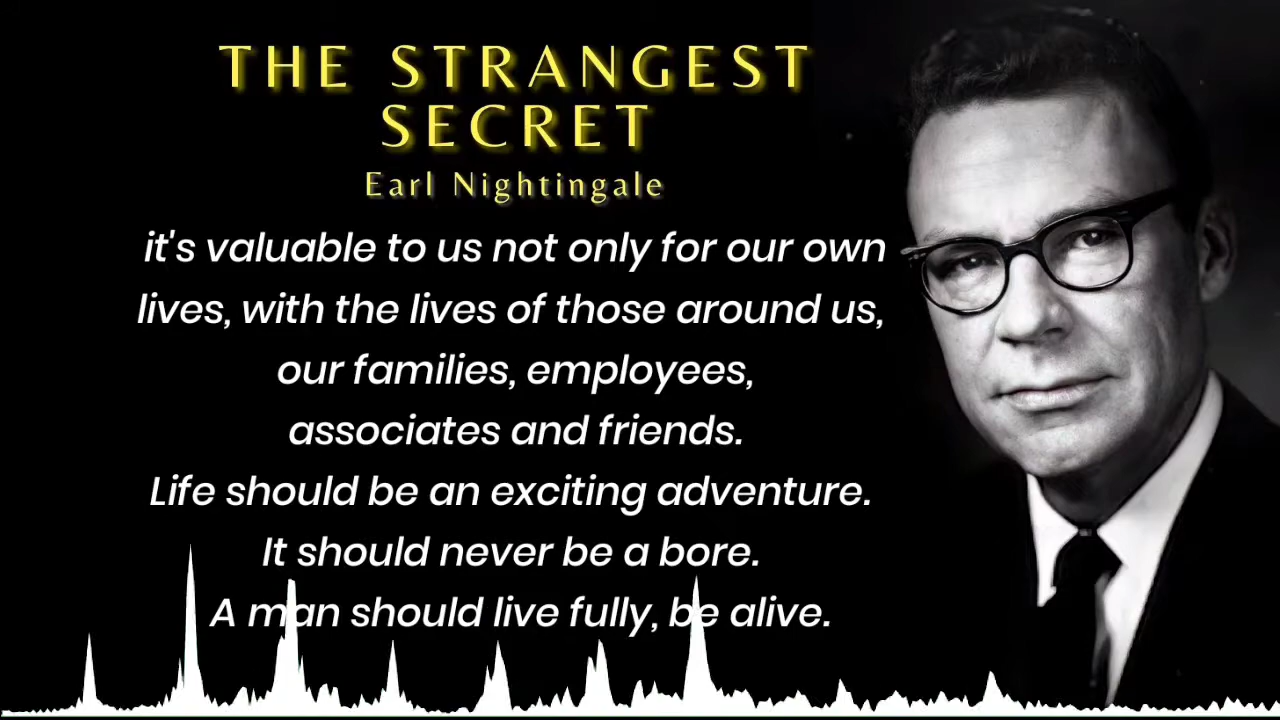 THE STRANGEST
SECRET
Earl Nightingale
it's valuable to us not only for our own
lives, with the lives of those around us,
our families, employees,
associates and friends.
Life should be an exciting adventure.
It should never be a bore.
A man should live fully, be alive.